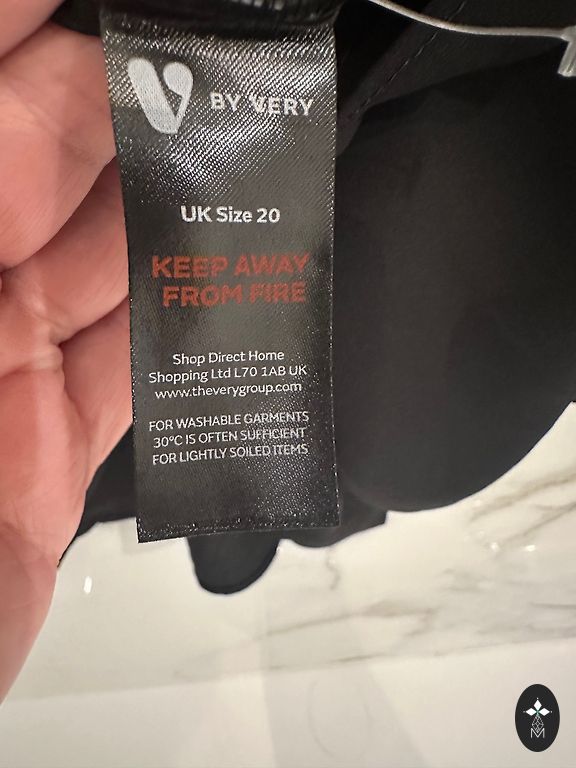 V BY VERY
UK Size 20
KEEP AWAY
FROM FIRE
Shop Direct Home
Shopping Ltd L70 1AB UK
www.theverygroup.com
FOR WASHABLE GARMENTS
30°C IS OFTEN SUFFICIENT
FOR LIGHTLY SOILED ITEMS
M